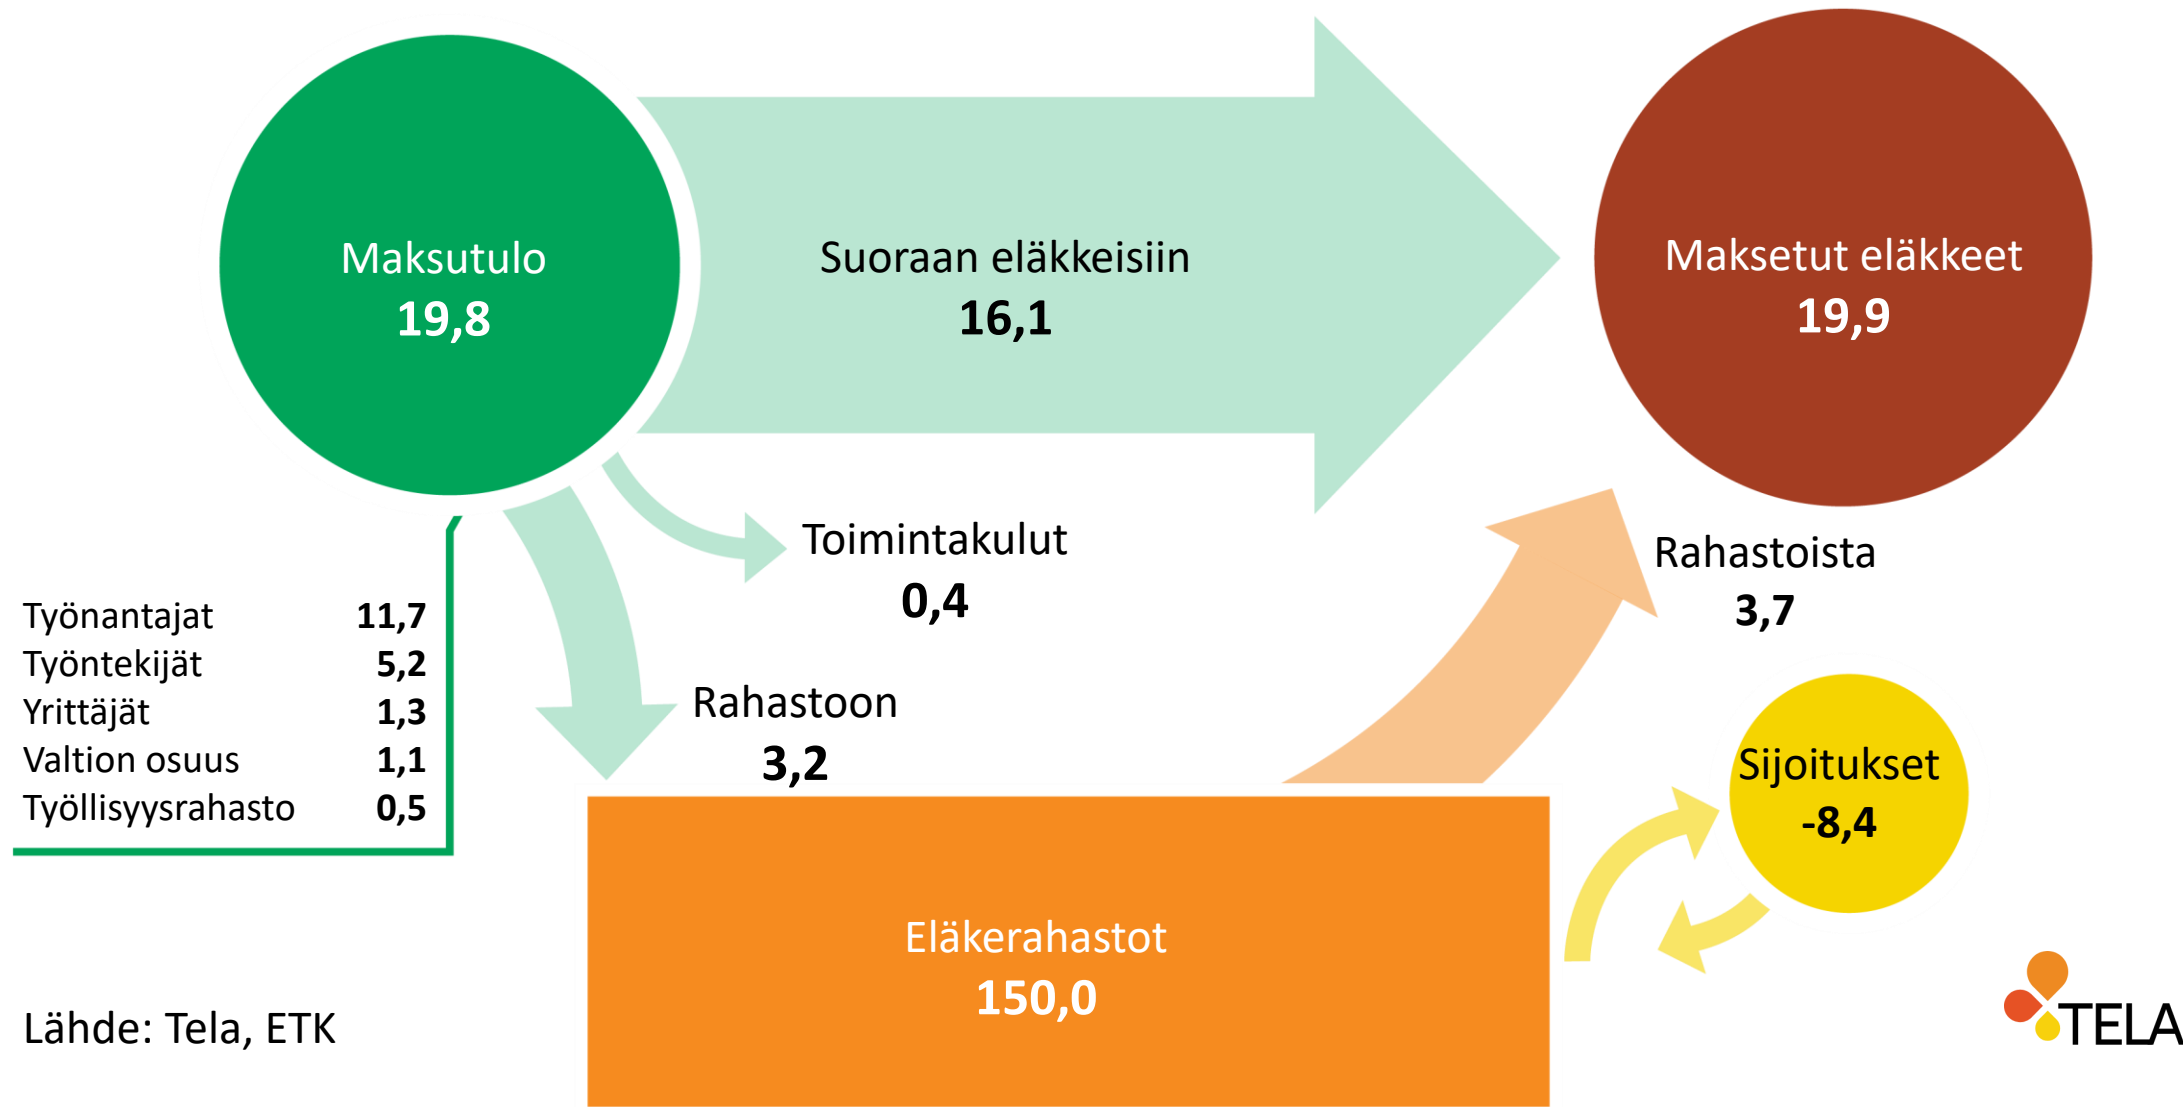 Maksutulo
19,8
Suoraan eläkkeisiin
16,1
Maksetut eläkkeet
19,9
Toimintakulut
0,4
Rahastoista
3,7
Työnantajat 11,7
Työntekijät 5,2
Yrittäjät 1,3
Valtion osuus 1,1
Työllisyysrahasto 0,5
Rahastoon
3,2
Sijoitukset
-8,4
Eläkerahastot
150,0
Lähde: Tela, ETK
TELA